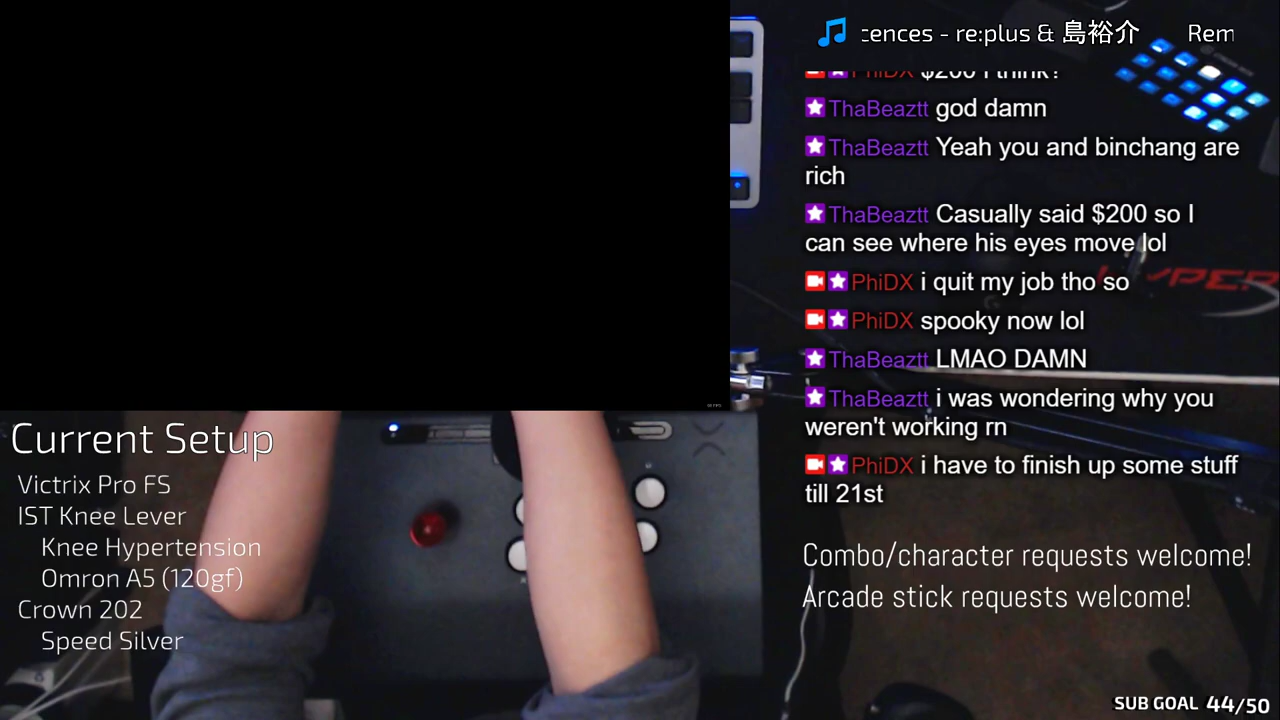 cences - re:plus & 島裕介 Rem
PhiDX $200 i think?
ThaBeaztt god damn
ThaBeaztt Yeah you and binchang are
rich
ThaBeaztt Casually said $200 so I
can see where his eyes move lol
PhiDX i quit my job tho so
PhiDX spooky now lol
ThaBeaztt LMAO DAMN
ThaBeaztt i was wondering why you
weren't working rn
PhiDX i have to finish up some stuff
till 21st
Current Setup
Victrix Pro FS
IST Knee Lever
Knee Hypertension
Omron A5 (120gf)
Crown 202
Speed Silver
Combo/character requests welcome!
Arcade stick requests welcome!
SUB GOAL 44/50